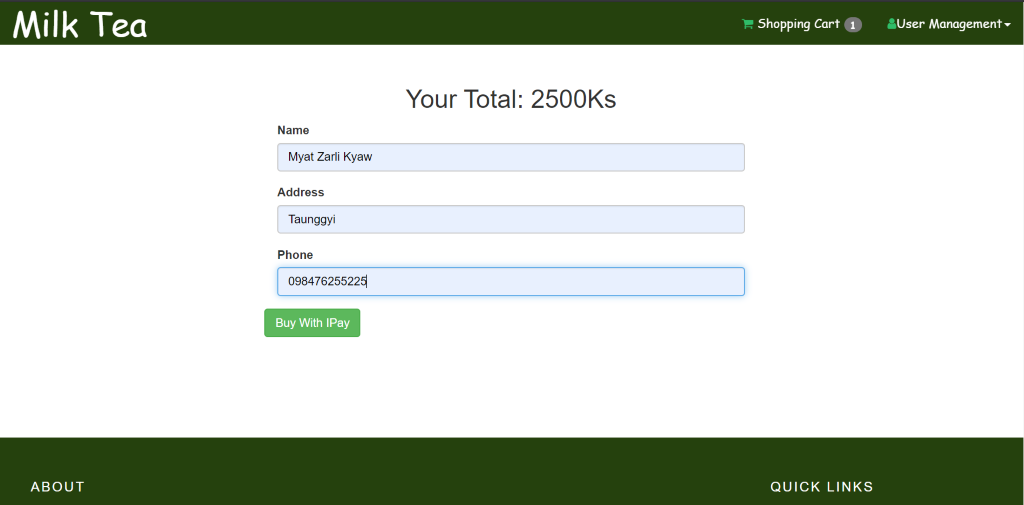 Milk Tea
Shopping Cart 1
User Management
Your Total: 2500Ks
Name
Myat Zarli Kyaw
Address
Taunggyi
Phone
098476255225
Buy With IPay
ABOUT
QUICK LINKS